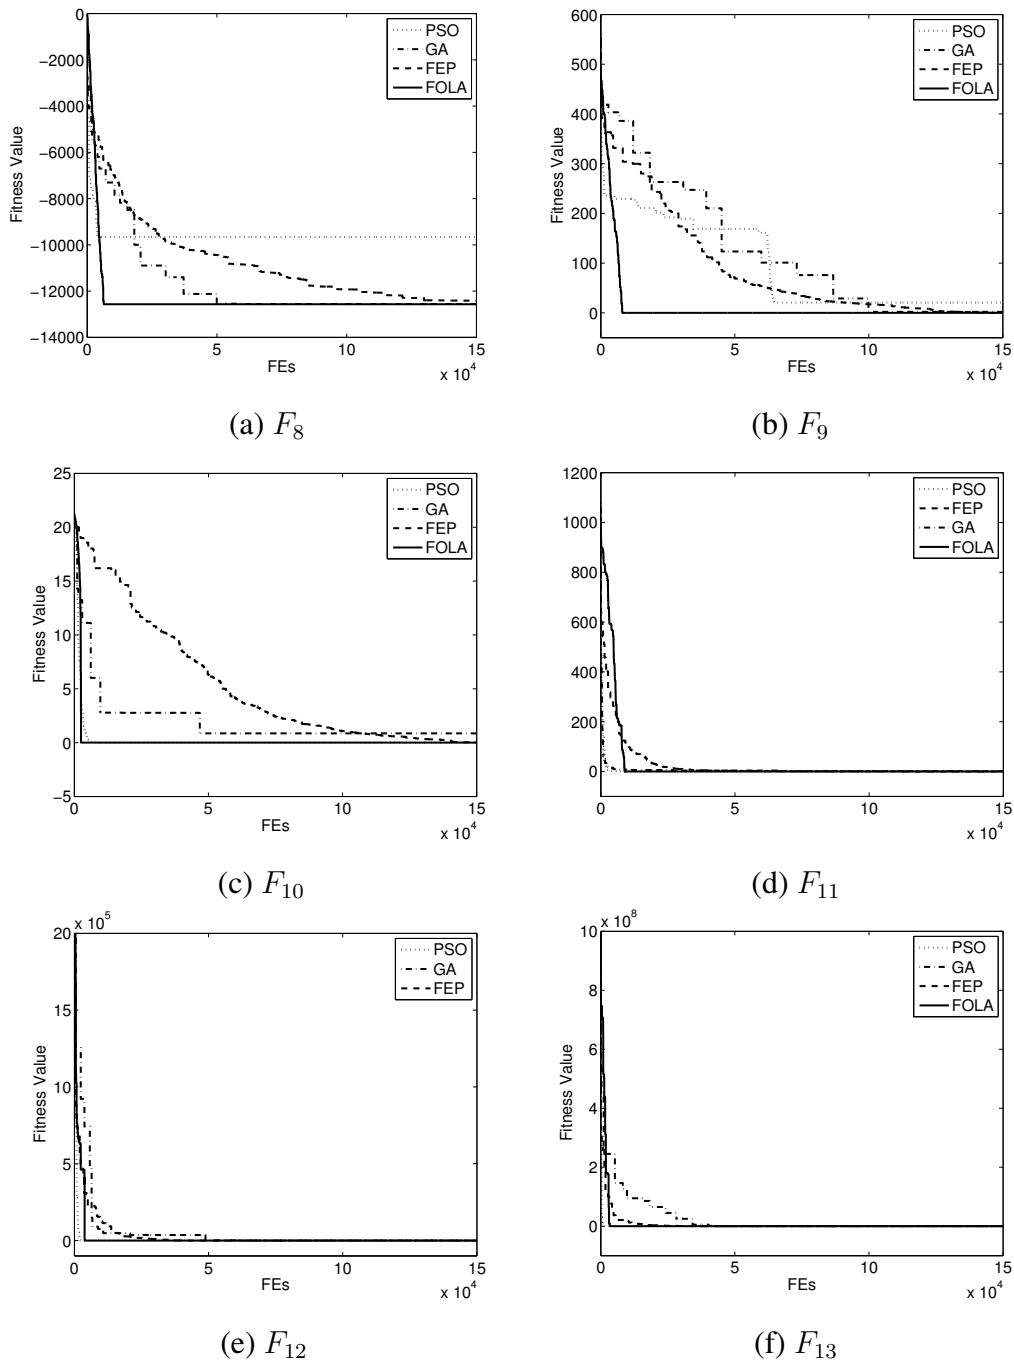 0
−2000
−4000
−6000
−8000
−10000
−12000
−14000
Fitness Value
0 5 10 15
FEs
x 10^4
PSO
GA
FEP
FOLA
(a) F_8
600
500
400
300
200
100
0
Fitness Value
0 5 10 15
FEs
x 10^4
PSO
GA
FEP
FOLA
(b) F_9
25
20
15
10
5
0
−5
Fitness Value
0 5 10 15
FEs
x 10^4
PSO
GA
FEP
FOLA
(c) F_10
1200
1000
800
600
400
200
0
Fitness Value
0 5 10 15
FEs
x 10^4
PSO
FEP
GA
FOLA
(d) F_11
x 10^5
20
15
10
5
0
Fitness Value
0 5 10 15
FEs
x 10^4
PSO
GA
FEP
(e) F_12
x 10^8
10
8
6
4
2
0
Fitness Value
0 5 10 15
FEs
x 10^4
PSO
GA
FEP
FOLA
(f) F_13